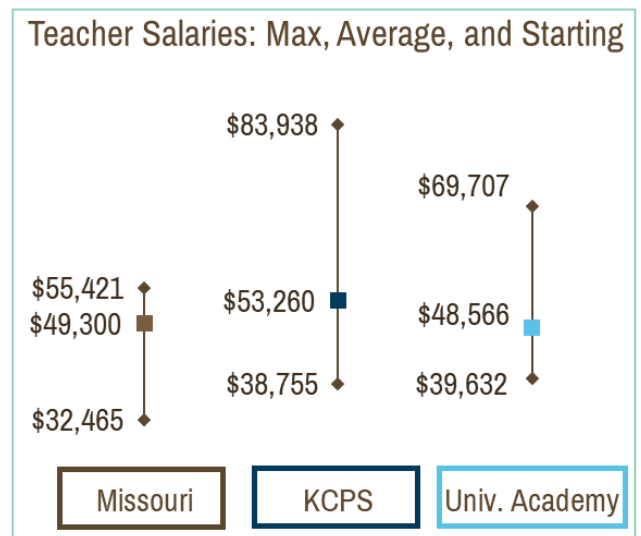 Teacher Salaries: Max, Average, and Starting
$83,938
$69,707
$55,421
$49,300
$53,260
$48,566
$32,465
$38,755
$39,632
Missouri
KCPS
Univ. Academy